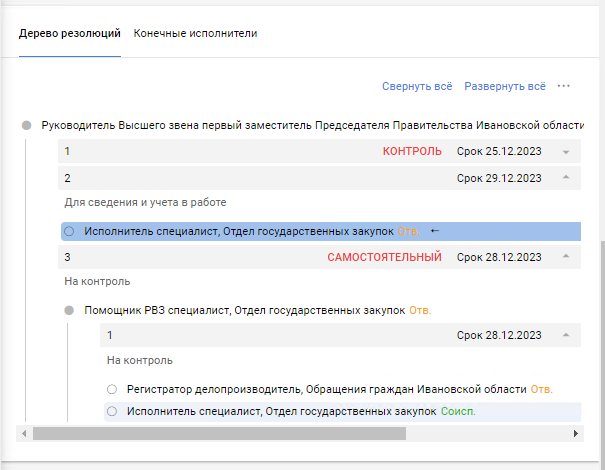 Дерево резолюций Конечные исполнители
Свернуть всё Развернуть всё ···
Руководитель Высшего звена первый заместитель Председателя Правительства Ивановской области
1 КОНТРОЛЬ Срок 25.12.2023
2 Срок 29.12.2023
Для сведения и учета в работе
Исполнитель специалист, Отдел государственных закупок Отв. ←
3 САМОСТОЯТЕЛЬНЫЙ Срок 28.12.2023
На контроль
Помощник РВЗ специалист, Отдел государственных закупок Отв.
1 Срок 28.12.2023
На контроль
Регистратор делопроизводитель, Обращения граждан Ивановской области Отв.
Исполнитель специалист, Отдел государственных закупок Соисп.